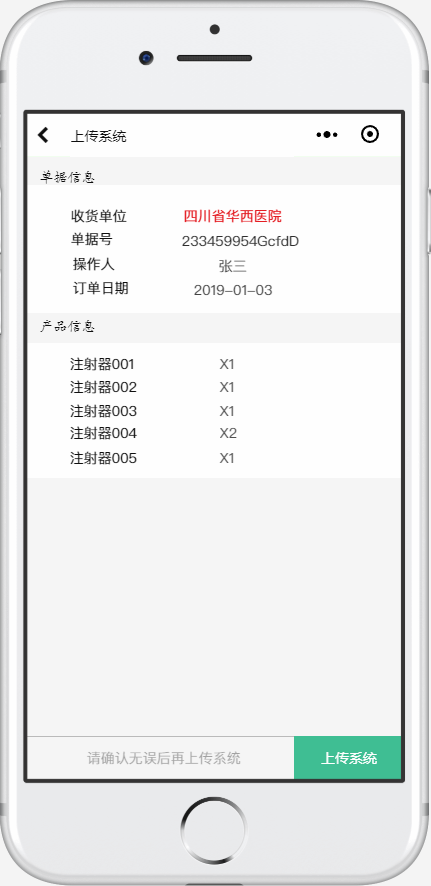 上传系统
单据信息
收货单位 四川省华西医院
单据号 233459954GcfdD
操作人 张三
订单日期 2019-01-03
产品信息
注射器001 X1
注射器002 X1
注射器003 X1
注射器004 X2
注射器005 X1
请确认无误后再上传系统 上传系统